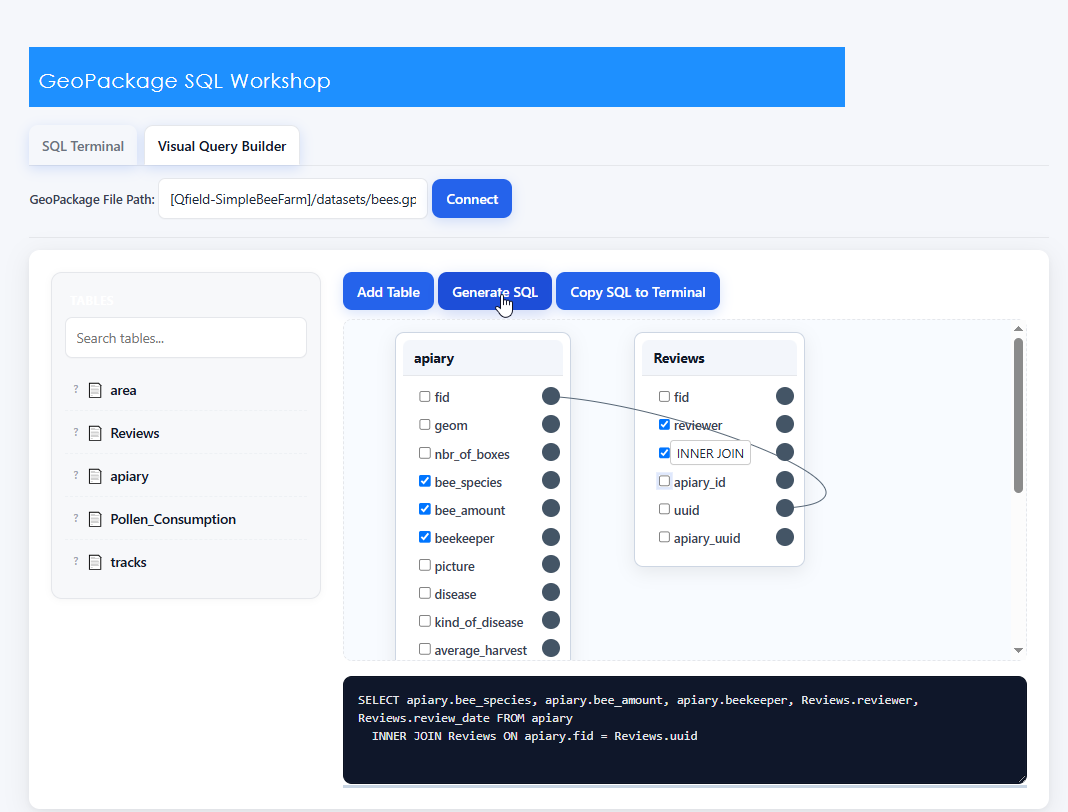 GeoPackage SQL Workshop
SQL Terminal
Visual Query Builder
GeoPackage File Path: [Qfield-SimpleBeeFarm]/datasets/bees.gp Connect
TABLES
Search tables...
? area
? Reviews
? apiary
? Pollen_Consumption
? tracks
Add Table
Generate SQL
Copy SQL to Terminal
apiary
fid
geom
nbr_of_boxes
bee_species
bee_amount
beekeeper
picture
disease
kind_of_disease
average_harvest
Reviews
fid
reviewer
INNER JOIN
apiary_id
uuid
apiary_uuid
SELECT apiary.bee_species, apiary.bee_amount, apiary.beekeeper, Reviews.reviewer,
Reviews.review_date FROM apiary
INNER JOIN Reviews ON apiary.fid = Reviews.uuid